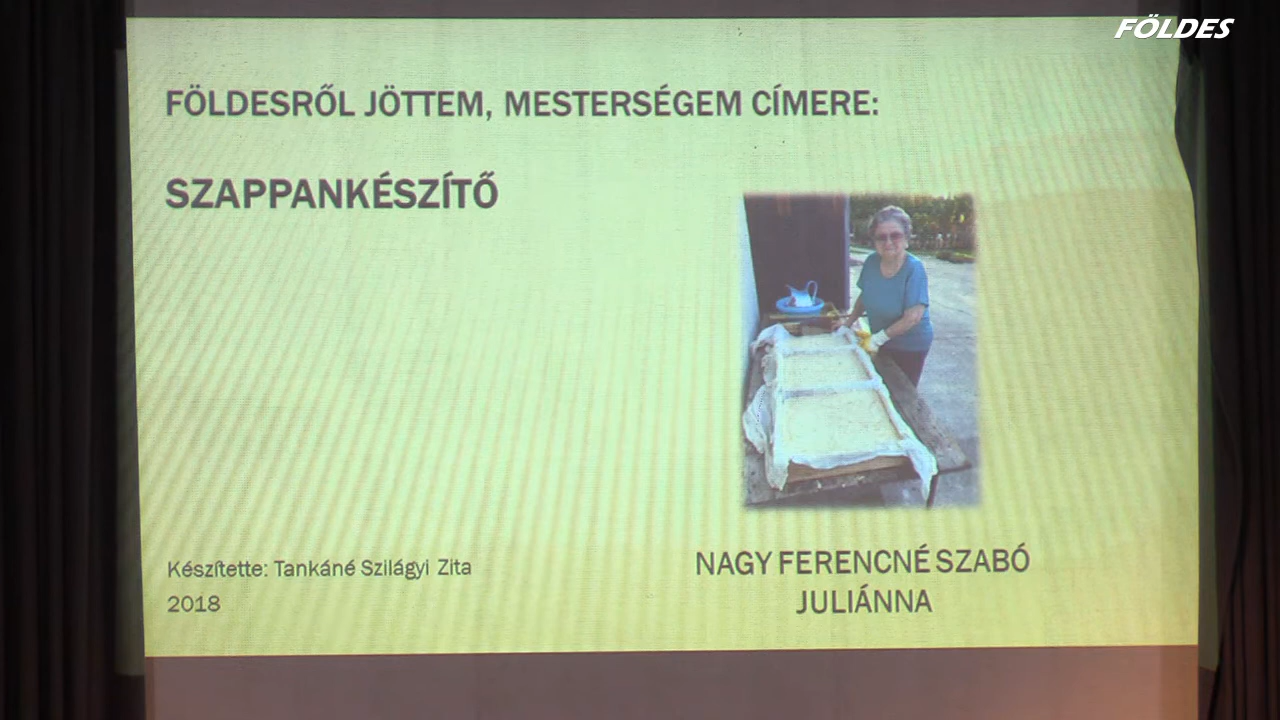 FÖLDES
FÖLDESRŐL JÖTTEM, MESTERSÉGEM CÍMERE:
SZAPPANKÉSZÍTŐ
Készítette: Tankáné Szilágyi Zita
2018
NAGY FERENCNÉ SZABÓ
JULIÁNNA